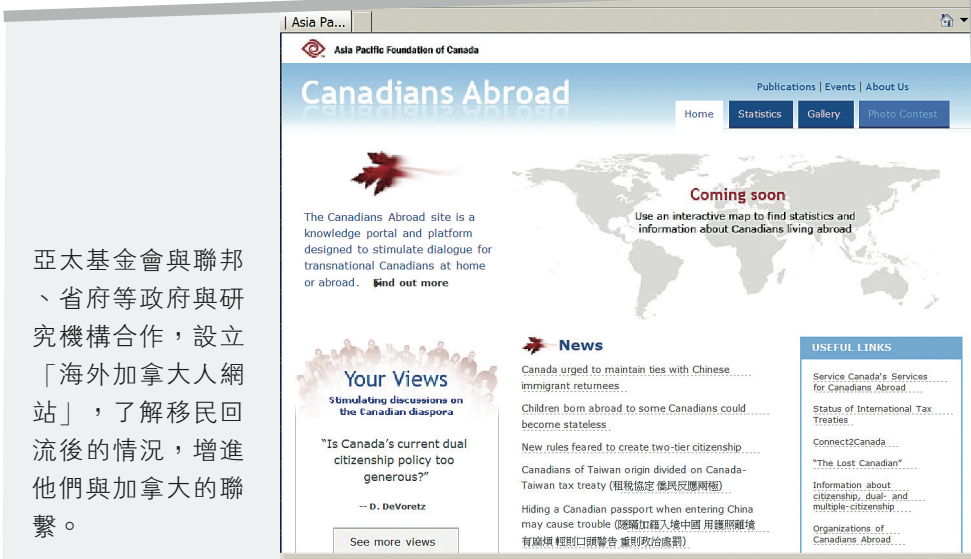 亞太基金會與聯邦
、省府等政府與研
究機構合作，設立
「海外加拿大人網
站」，了解移民回
流後的情況，增進
他們與加拿大的聯
繫。
Asia Pa...
Asia Pacific Foundation of Canada
Canadians Abroad
Publications | Events | About Us
Home
Statistics
Gallery
Photo Contest
The Canadians Abroad site is a
knowledge portal and platform
designed to stimulate dialogue for
transnational Canadians at home
or abroad. Find out more
Coming soon
Use an interactive map to find statistics and
information about Canadians living abroad
Your Views
Stimulating discussions on
the Canadian diaspora
"Is Canada's current dual
citizenship policy too
generous?"
-- D. DeVoretz
See more views
News
Canada urged to maintain ties with Chinese
immigrant returnees
Children born abroad to some Canadians could
become stateless
New rules feared to create two-tier citizenship
Canadians of Taiwan origin divided on Canada-
Taiwan tax treaty (租稅協定 僑民反應兩極)
Hiding a Canadian passport when entering China
may cause trouble (隱瞞加籍入境中國 用護照離境
有麻煩 輕則口頭警告 重則政治處罰)
USEFUL LINKS
Service Canada's Services
for Canadians Abroad
Status of International Tax
Treaties
Connect2Canada
"The Lost Canadian"
Information about
citizenship, dual- and
multiple-citizenship
Organizations of
Canadians Abroad